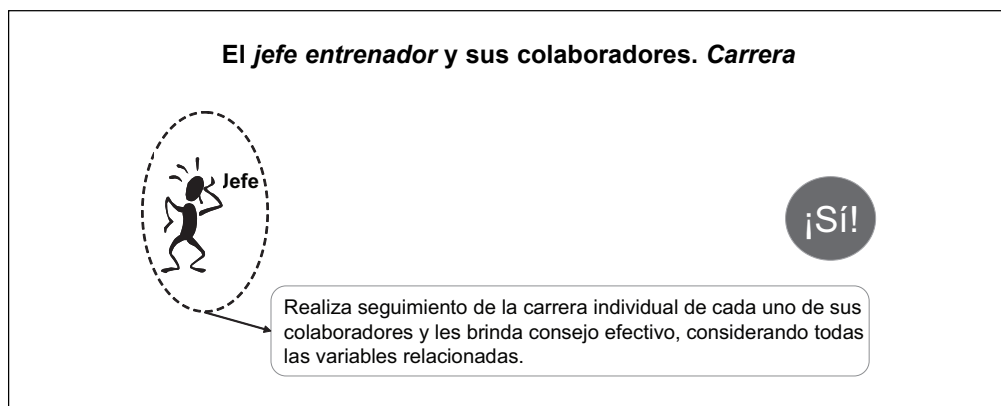 El jefe entrenador y sus colaboradores. Carrera
Jefe
¡Sí!
Realiza seguimiento de la carrera individual de cada uno de sus
colaboradores y les brinda consejo efectivo, considerando todas
las variables relacionadas.